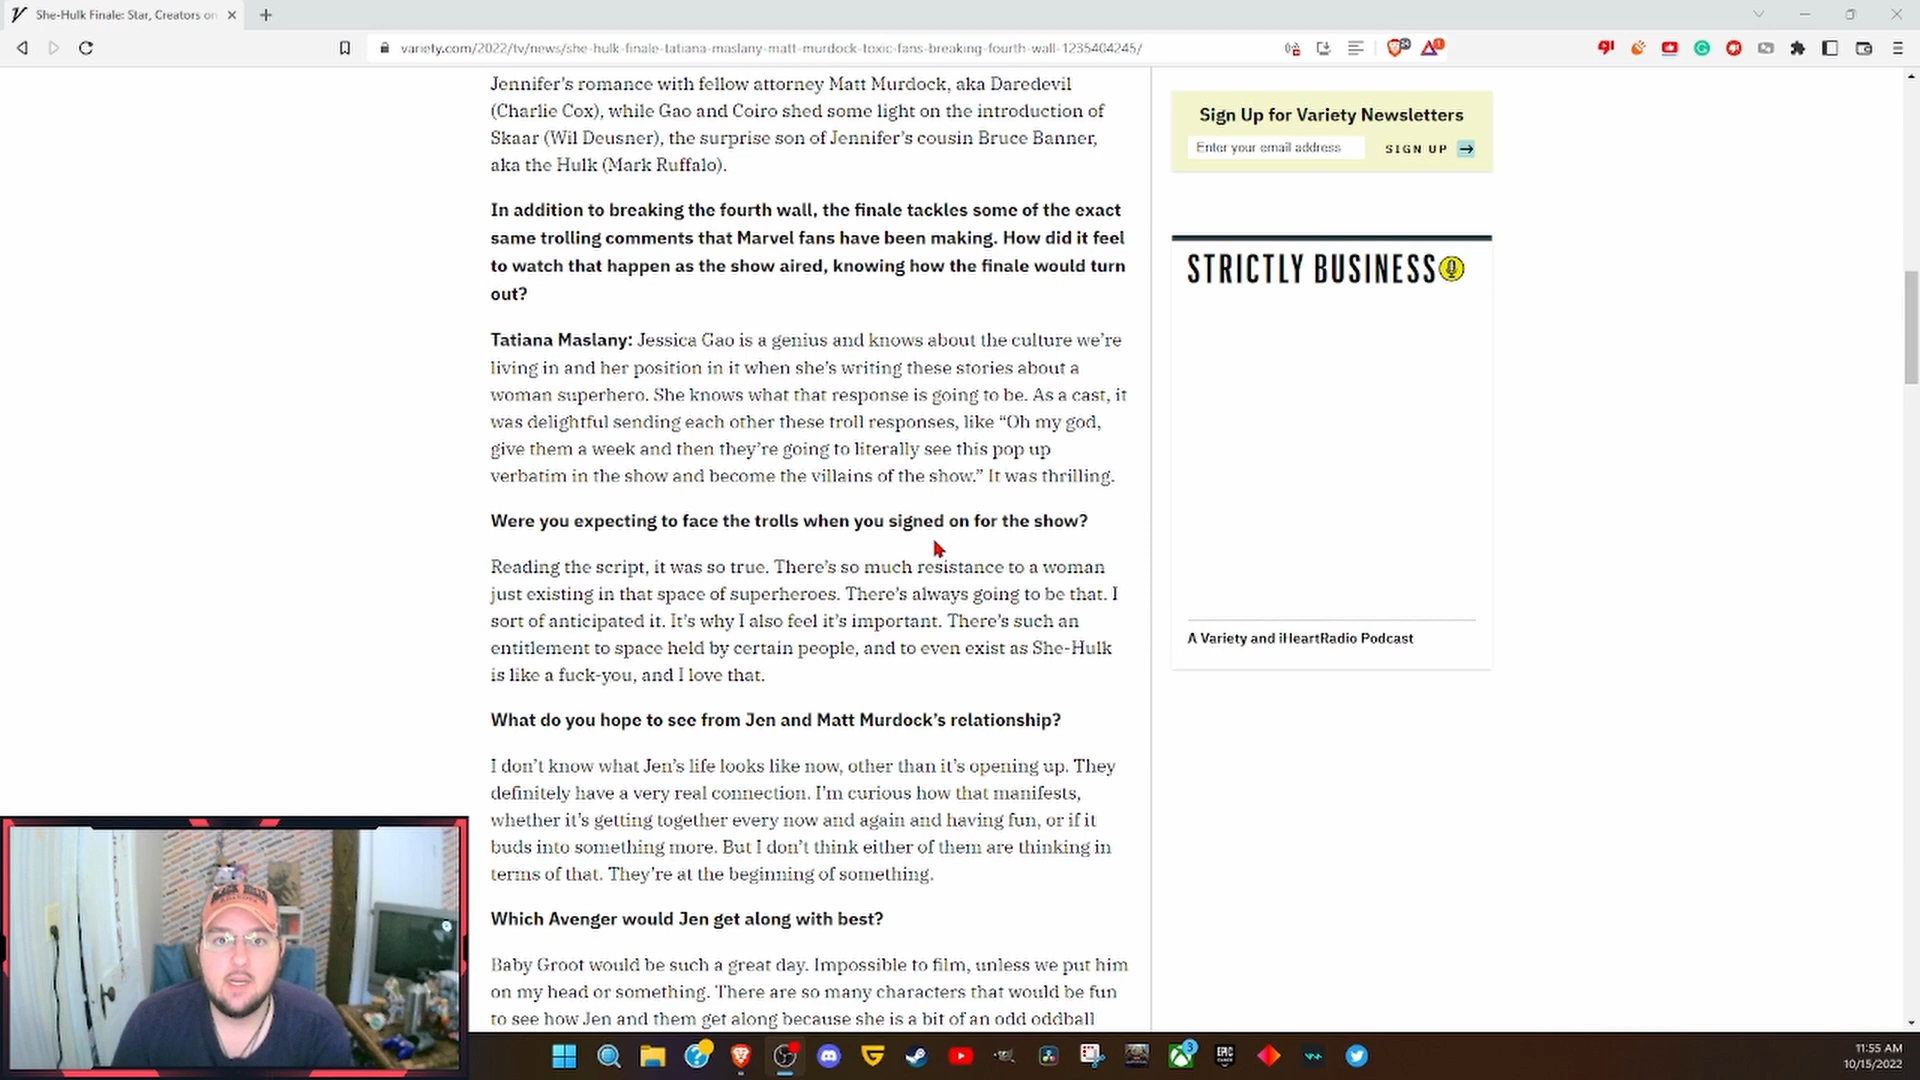 She-Hulk Finale: Star, Creators on
variety.com/2022/tv/news/she-hulk-finale-tatiana-maslany-matt-murdock-toxic-fans-breaking-fourth-wall-1235404245/
Jennifer's romance with fellow attorney Matt Murdock, aka Daredevil
(Charlie Cox), while Gao and Coiro shed some light on the introduction of
Skaar (Wil Deusner), the surprise son of Jennifer's cousin Bruce Banner,
aka the Hulk (Mark Ruffalo).
In addition to breaking the fourth wall, the finale tackles some of the exact
same trolling comments that Marvel fans have been making. How did it feel
to watch that happen as the show aired, knowing how the finale would turn
out?
Tatiana Maslany: Jessica Gao is a genius and knows about the culture we're
living in and her position in it when she's writing these stories about a
woman superhero. She knows what that response is going to be. As a cast, it
was delightful sending each other these troll responses, like “Oh my god,
give them a week and then they're going to literally see this pop up
verbatim in the show and become the villains of the show.” It was thrilling.
Were you expecting to face the trolls when you signed on for the show?
Reading the script, it was so true. There's so much resistance to a woman
just existing in that space of superheroes. There's always going to be that. I
sort of anticipated it. It's why I also feel it's important. There's such an
entitlement to space held by certain people, and to even exist as She-Hulk
is like a fuck-you, and I love that.
What do you hope to see from Jen and Matt Murdock's relationship?
I don't know what Jen's life looks like now, other than it's opening up. They
definitely have a very real connection. I'm curious how that manifests,
whether it's getting together every now and again and having fun, or if it
buds into something more. But I don't think either of them are thinking in
terms of that. They're at the beginning of something.
Which Avenger would Jen get along with best?
Baby Groot would be such a great day. Impossible to film, unless we put him
on my head or something. There are so many characters that would be fun
to see how Jen and them get along because she is a bit of an odd oddball
Sign Up for Variety Newsletters
Enter your email address SIGN UP
STRICTLY BUSINESS
A Variety and iHeartRadio Podcast
EPIC
11:55 AM
10/15/2022